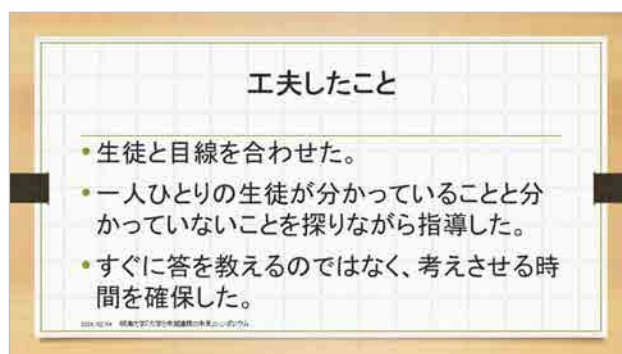 工夫したこと
•生徒と目線を合わせた。
•一人ひとりの生徒が分かっていることと分
かっていないことを探りながら指導した。
•すぐに答を教えるのではなく、考えさせる時
間を確保した。